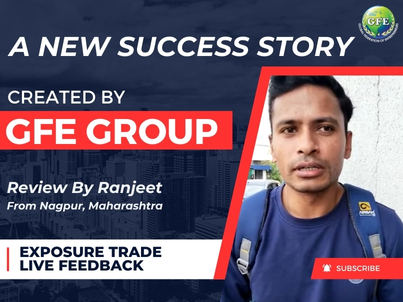 A NEW SUCCESS STORY
GFE
CREATED BY
GFE GROUP
Review By Ranjeet
From Nagpur, Maharashtra
EXPOSURE TRADE
LIVE FEEDBACK
SUBSCRIBE